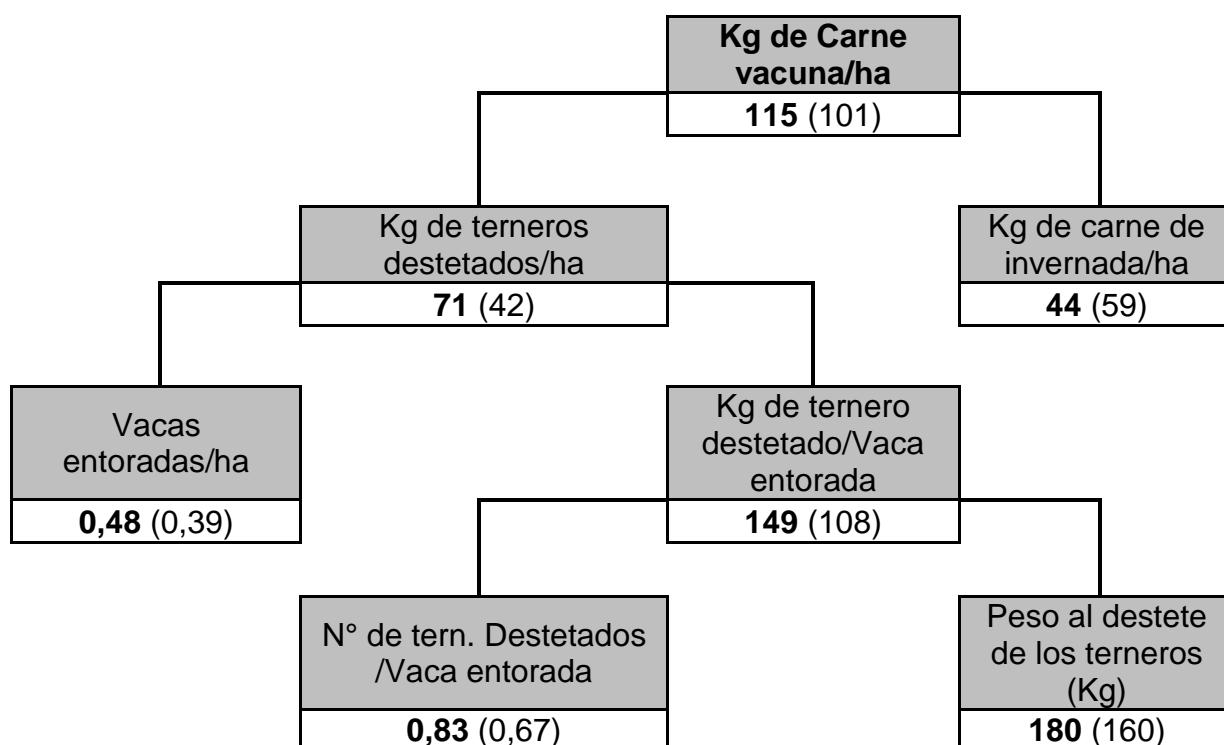 Kg de Carne
vacuna/ha
115 (101)
Kg de terneros
destetados/ha
71 (42)
Kg de carne de
invernada/ha
44 (59)
Vacas
entoradas/ha
0,48 (0,39)
Kg de ternero
destetado/Vaca
entorada
149 (108)
N° de tern. Destetados
/Vaca entorada
0,83 (0,67)
Peso al destete
de los terneros
(Kg)
180 (160)